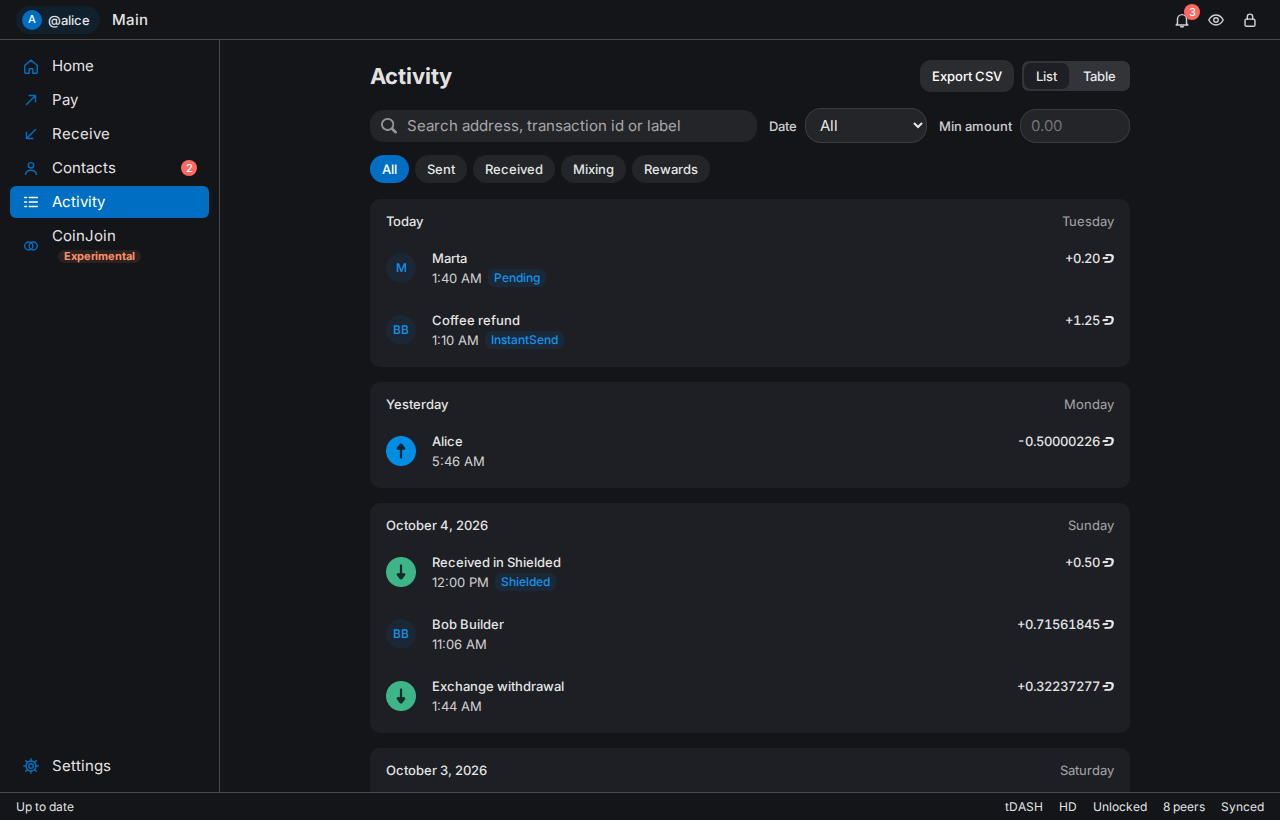 A @alice Main 3
Home
Pay
Receive
Contacts 2
Activity
CoinJoin
Experimental
Settings
Activity Export CSV List Table
Search address, transaction id or label Date All Min amount 0.00
All Sent Received Mixing Rewards
Today Tuesday
M Marta +0.20
1:40 AM Pending
BB Coffee refund +1.25
1:10 AM InstantSend
Yesterday Monday
Alice -0.50000226
5:46 AM
October 4, 2026 Sunday
Received in Shielded +0.50
12:00 PM Shielded
BB Bob Builder +0.71561845
11:06 AM
Exchange withdrawal +0.32237277
1:44 AM
October 3, 2026 Saturday
Up to date tDASH HD Unlocked 8 peers Synced